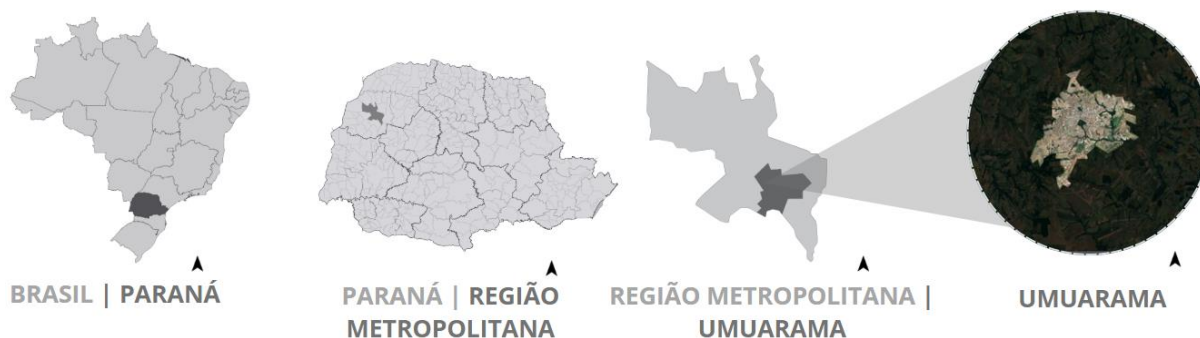 BRASIL | PARANÁ
PARANÁ | REGIÃO
METROPOLITANA
REGIÃO METROPOLITANA |
UMUARAMA
UMUARAMA